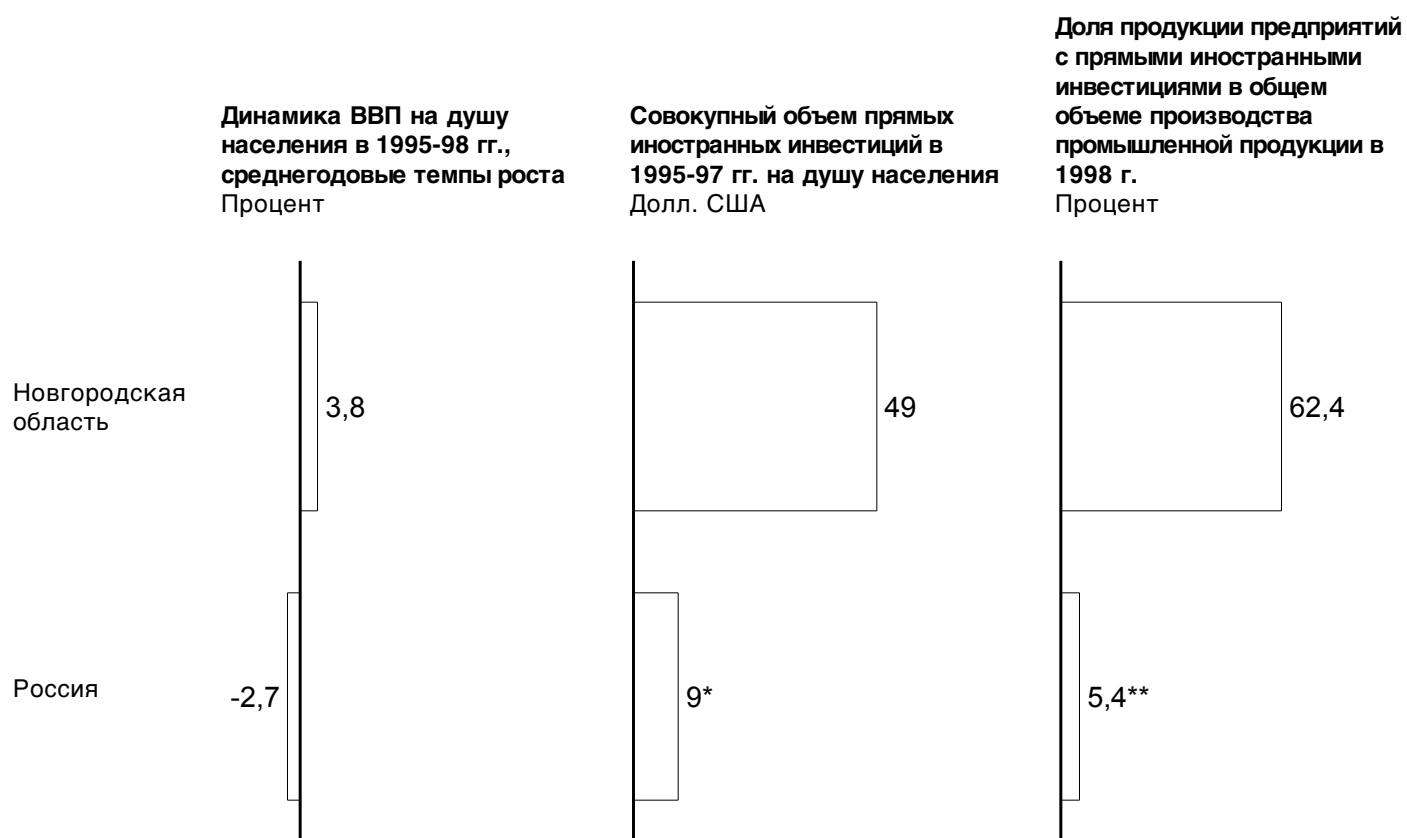 Динамика ВВП на душу
населения в 1995-98 гг.,
среднегодовые темпы роста
Процент
Совокупный объем прямых
иностранных инвестиций в
1995-97 гг. на душу населения
Долл. США
Доля продукции предприятий
с прямыми иностранными
инвестициями в общем
объеме производства
промышленной продукции в
1998 г.
Процент
Новгородская
область
3,8
49
62,4
Россия
-2,7
9*
5,4**